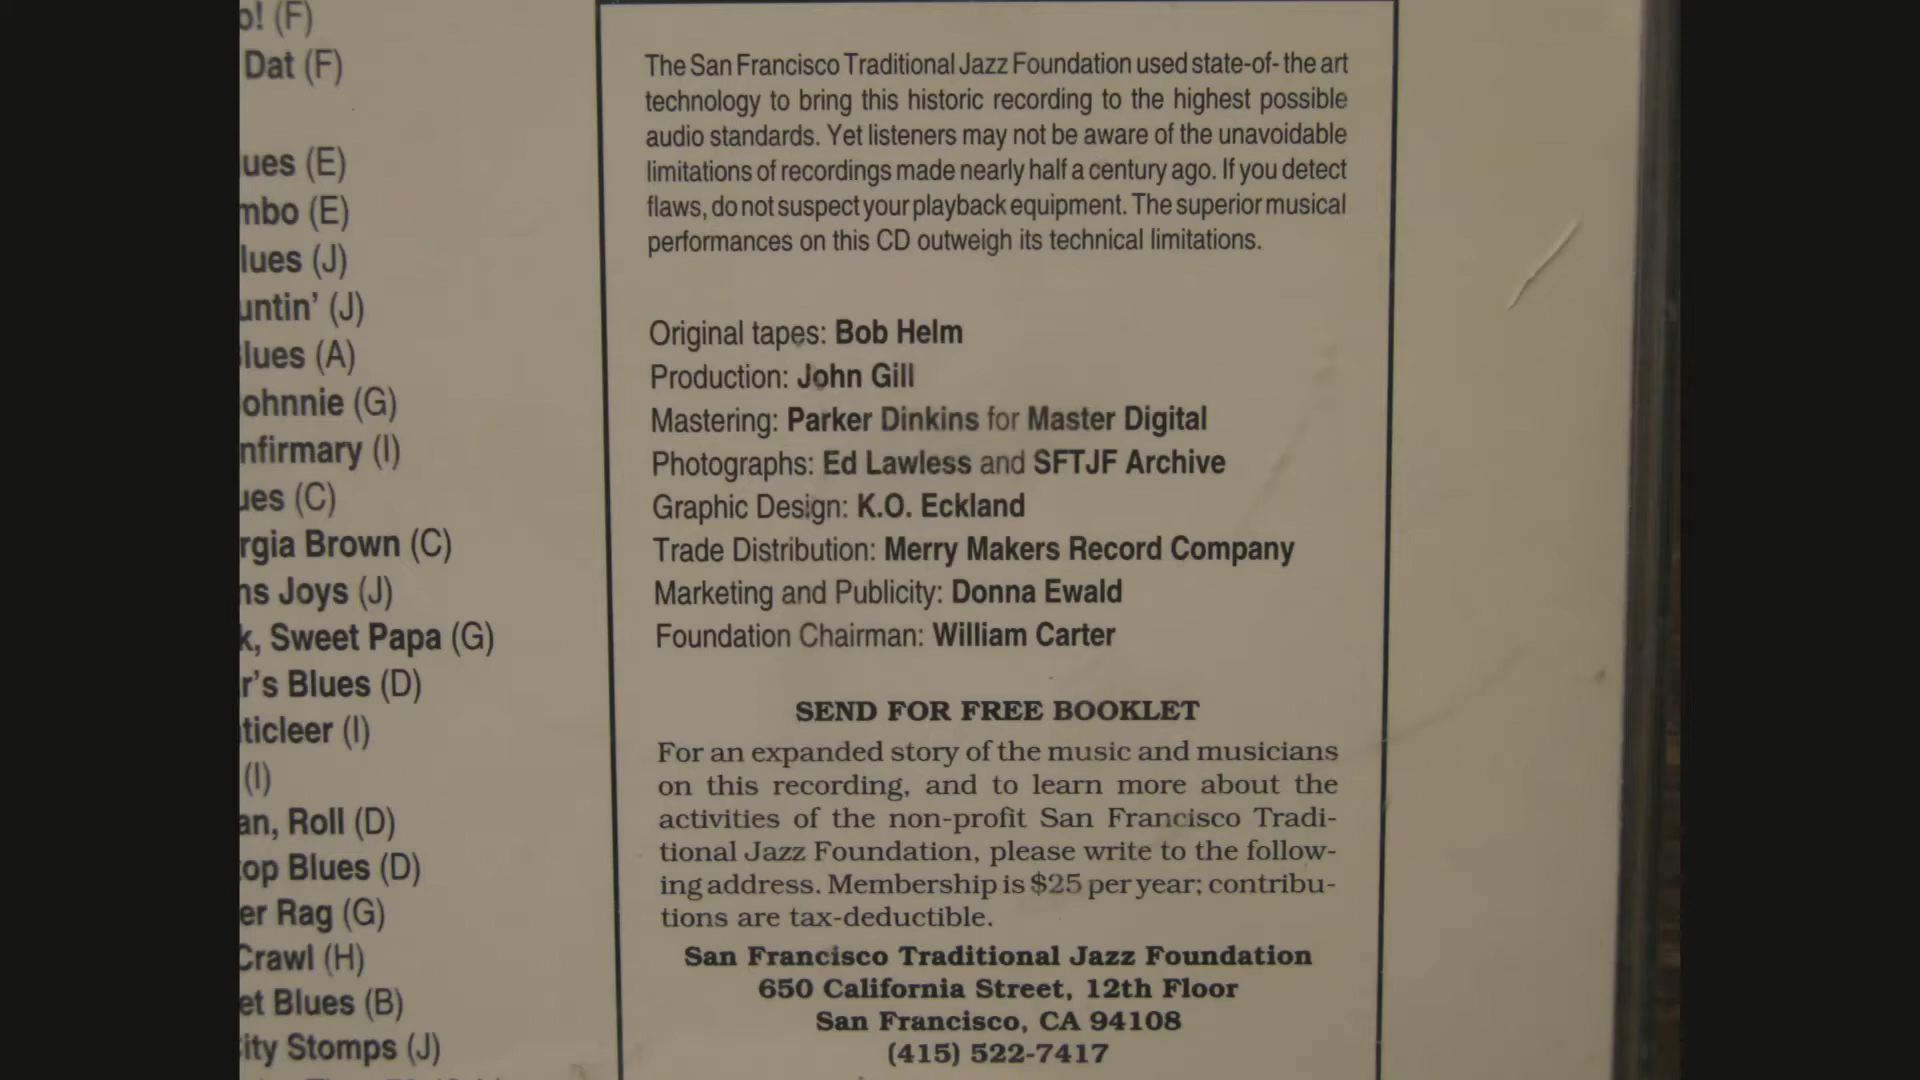 o! (F)
Dat (F)
ues (E)
mbo (E)
lues (J)
untin' (J)
lues (A)
ohnnie (G)
nfirmary (I)
ues (C)
rgia Brown (C)
ns Joys (J)
k, Sweet Papa (G)
r's Blues (D)
ticleer (I)
(I)
an, Roll (D)
top Blues (D)
er Rag (G)
Crawl (H)
et Blues (B)
ity Stomps (J)
The San Francisco Traditional Jazz Foundation used state-of- the art
technology to bring this historic recording to the highest possible
audio standards. Yet listeners may not be aware of the unavoidable
limitations of recordings made nearly half a century ago. If you detect
flaws, do not suspect your playback equipment. The superior musical
performances on this CD outweigh its technical limitations.
Original tapes: Bob Helm
Production: John Gill
Mastering: Parker Dinkins for Master Digital
Photographs: Ed Lawless and SFTJF Archive
Graphic Design: K.O. Eckland
Trade Distribution: Merry Makers Record Company
Marketing and Publicity: Donna Ewald
Foundation Chairman: William Carter
SEND FOR FREE BOOKLET
For an expanded story of the music and musicians
on this recording, and to learn more about the
activities of the non-profit San Francisco Tradi-
tional Jazz Foundation, please write to the follow-
ing address. Membership is $25 per year; contribu-
tions are tax-deductible.
San Francisco Traditional Jazz Foundation
650 California Street, 12th Floor
San Francisco, CA 94108
(415) 522-7417